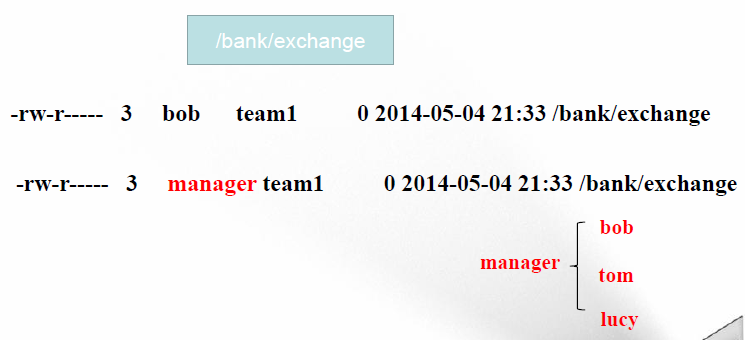 /bank/exchange
-rw-r----- 3 bob team1 0 2014-05-04 21:33 /bank/exchange
-rw-r----- 3 manager team1 0 2014-05-04 21:33 /bank/exchange
bob
manager
tom
lucy